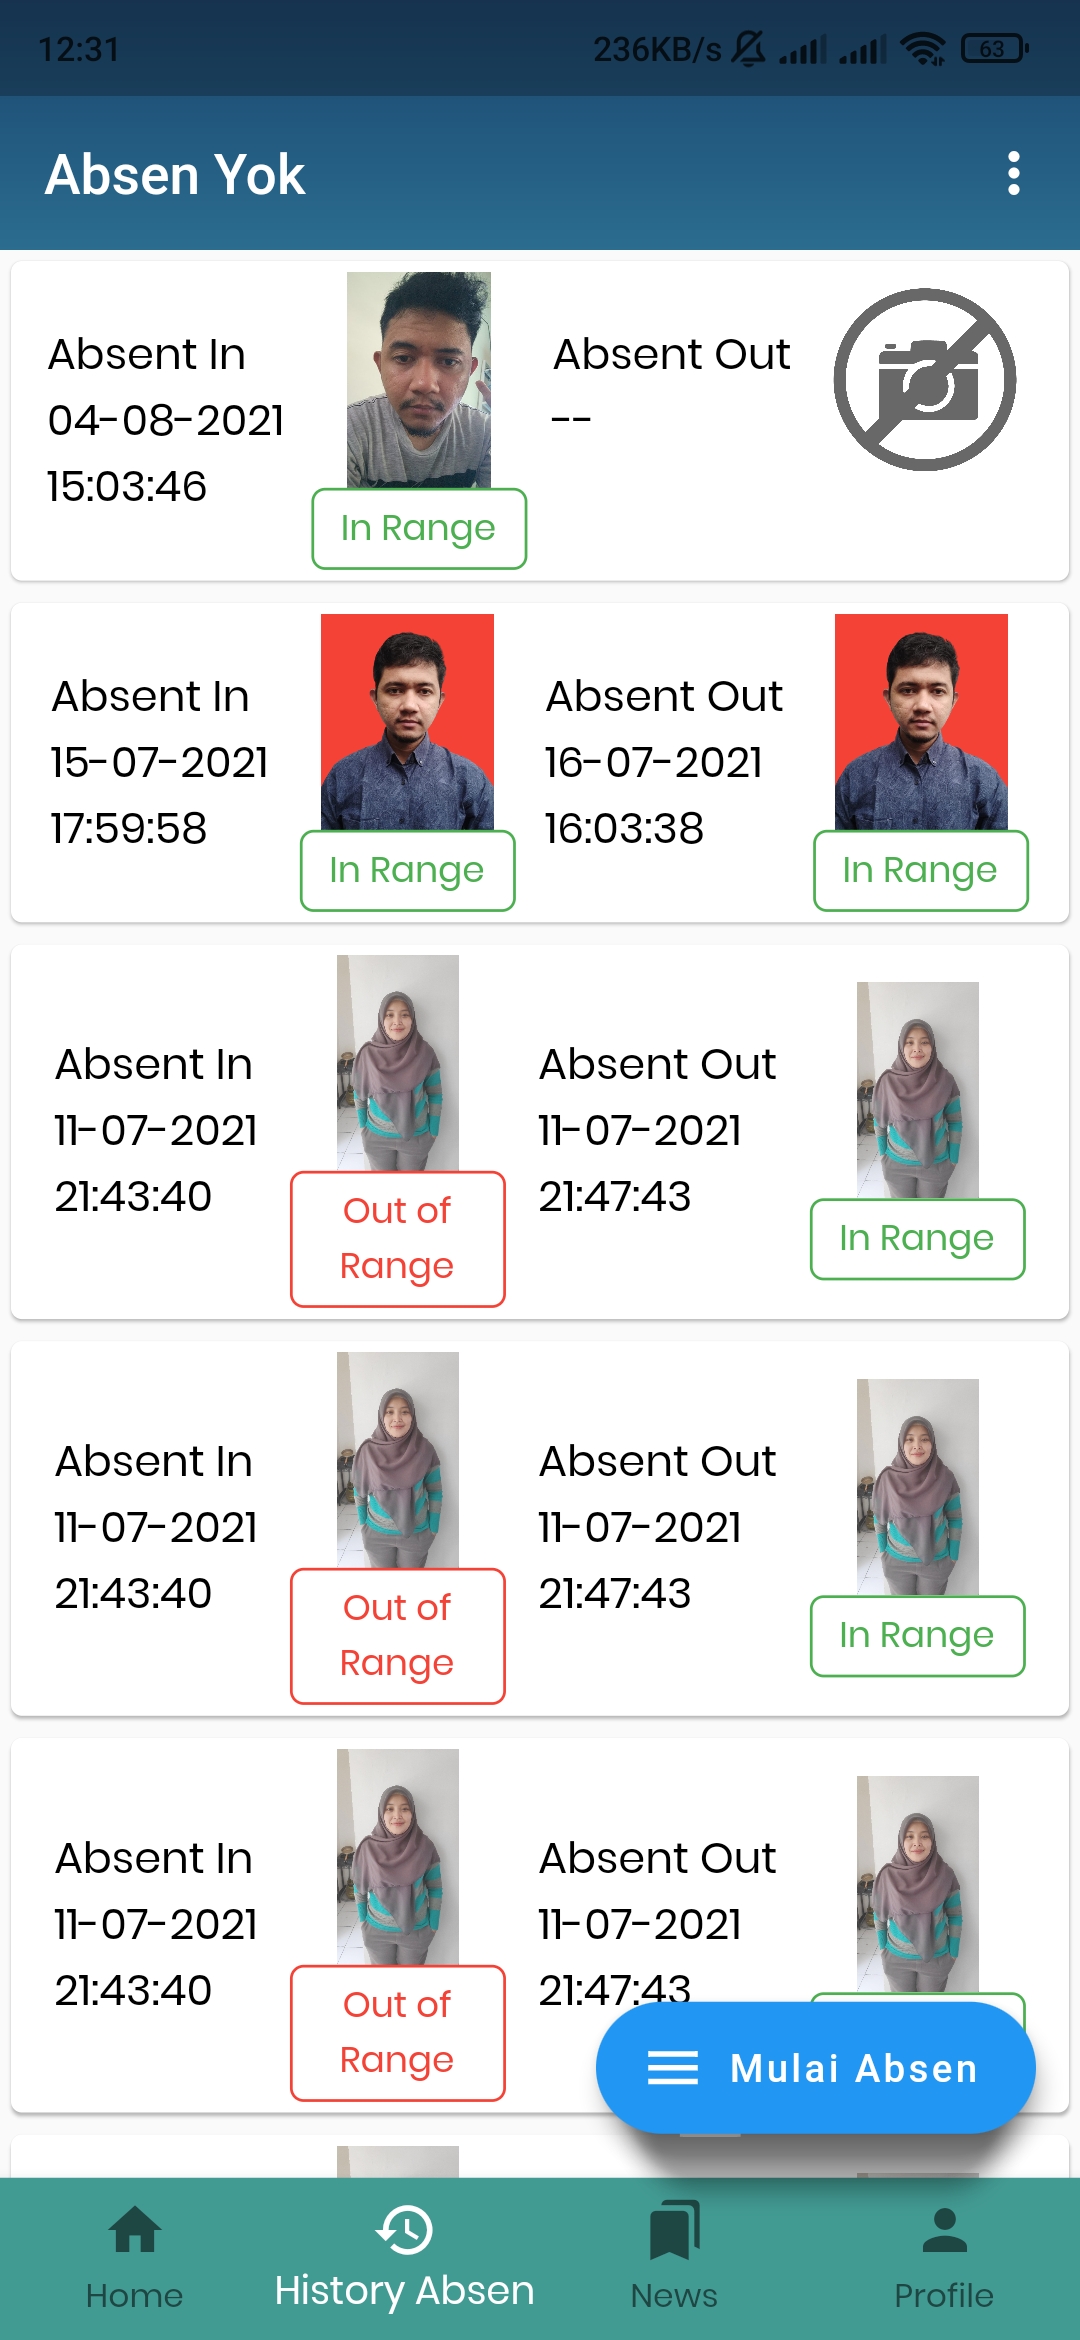 12:31
236KB/s
63
Absen Yok
Absent In
04-08-2021
15:03:46
In Range
Absent Out
--
Absent In
15-07-2021
17:59:58
In Range
Absent Out
16-07-2021
16:03:38
In Range
Absent In
11-07-2021
21:43:40
Out of
Range
Absent Out
11-07-2021
21:47:43
In Range
Absent In
11-07-2021
21:43:40
Out of
Range
Absent Out
11-07-2021
21:47:43
In Range
Absent In
11-07-2021
21:43:40
Out of
Range
Absent Out
11-07-2021
21:47:43
Mulai Absen
Home
History Absen
News
Profile